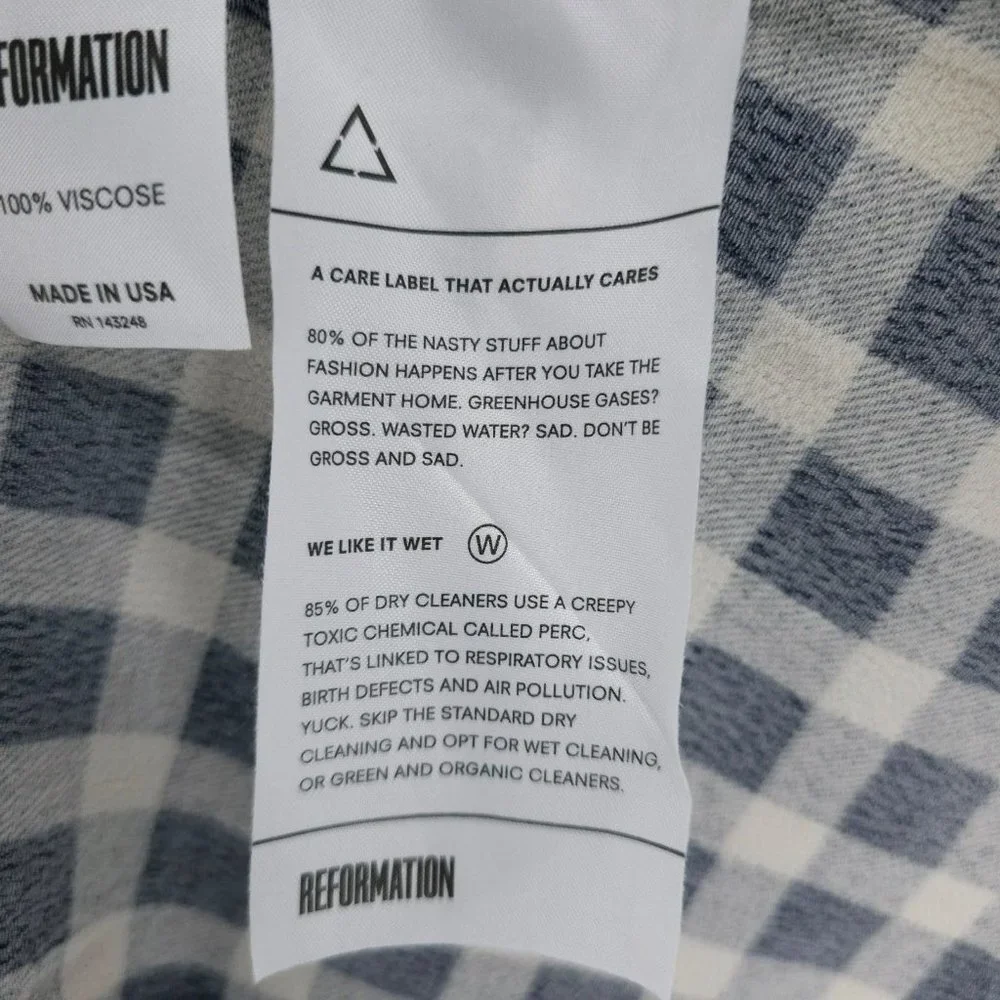 FORMATION
100% VISCOSE
MADE IN USA
RN 143248
A CARE LABEL THAT ACTUALLY CARES
80% OF THE NASTY STUFF ABOUT
FASHION HAPPENS AFTER YOU TAKE THE
GARMENT HOME. GREENHOUSE GASES?
GROSS. WASTED WATER? SAD. DON'T BE
GROSS AND SAD.
WE LIKE IT WET W
85% OF DRY CLEANERS USE A CREEPY
TOXIC CHEMICAL CALLED PERC,
THAT'S LINKED TO RESPIRATORY ISSUES,
BIRTH DEFECTS AND AIR POLLUTION.
YUCK. SKIP THE STANDARD DRY
CLEANING AND OPT FOR WET CLEANING,
OR GREEN AND ORGANIC CLEANERS.
REFORMATION